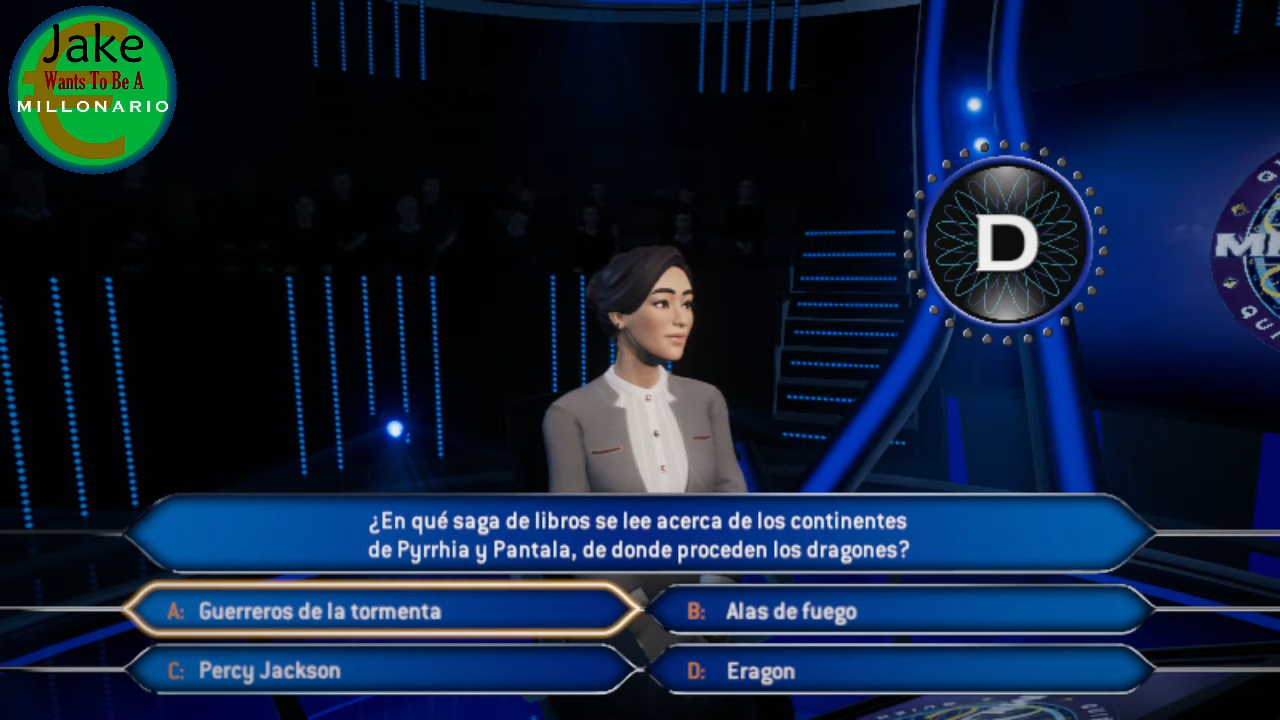 Jake
Wants To Be A
MILLONARIO
D
¿En qué saga de libros se lee acerca de los continentes
de Pyrrhia y Pantala, de donde proceden los dragones?
A: Guerreros de la tormenta
B: Alas de fuego
C: Percy Jackson
D: Eragon